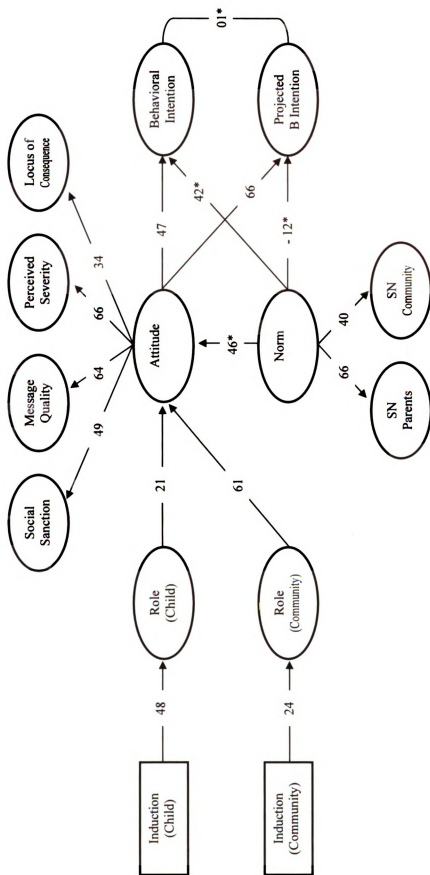 Social
Sanction
Message
Quality
Perceived
Severity
Locus of
Consequence
49
64
66
34
Induction
(Child)
48
Role
(Child)
21
Attitude
47
Behavioral
Intention
66
42*
46*
01*
61
Induction
(Community)
24
Role
(Community)
Norm
- 12*
Projected
B Intention
66
40
SN
Parents
SN
Community